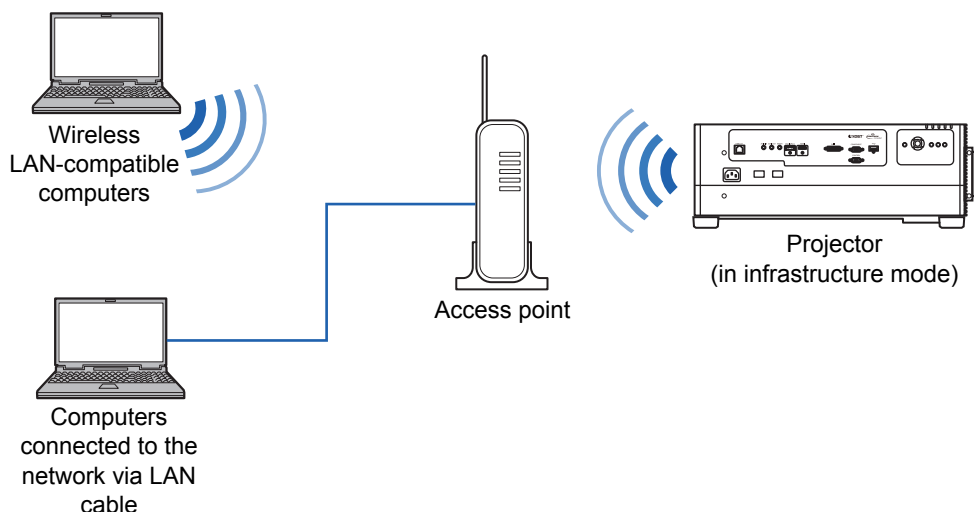 Wireless
LAN-compatible
computers
Projector
(in infrastructure mode)
Access point
Computers
connected to the
network via LAN
cable